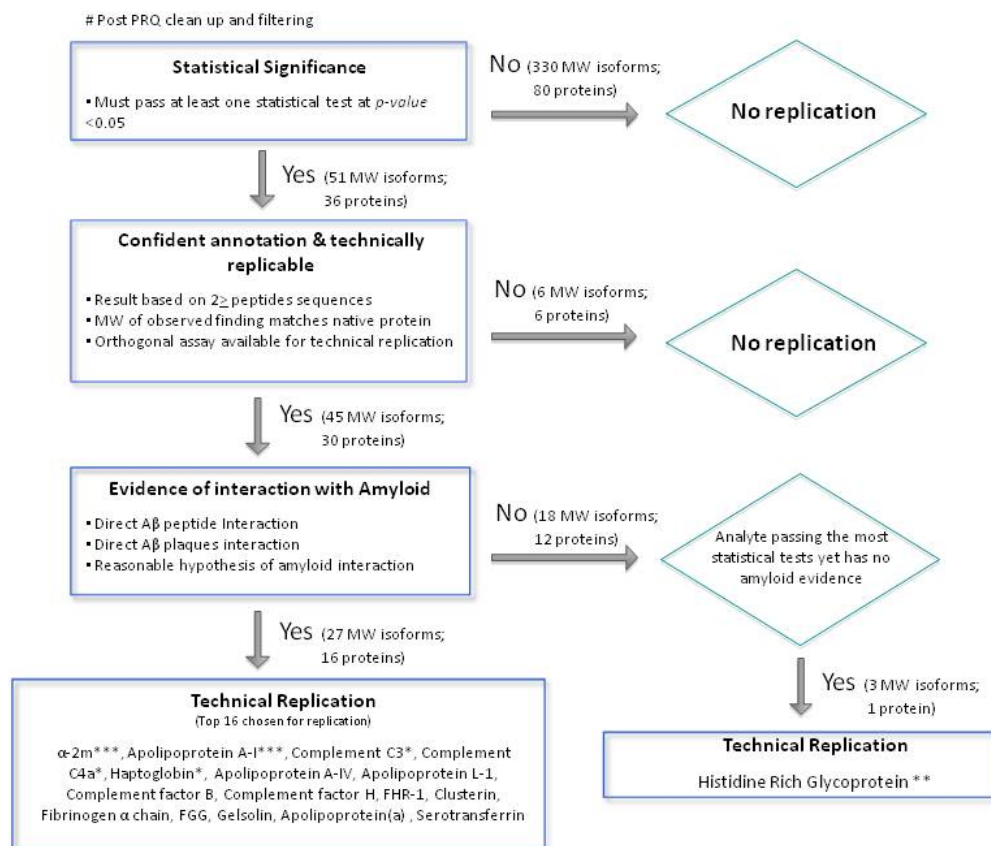 # Post PRQ clean up and filtering
Statistical Significance
▪ Must pass at least one statistical test at p-value
<0.05
No (330 MW isoforms;
80 proteins)
No replication
Yes (51 MW isoforms;
36 proteins)
Confident annotation & technically
replicable
▪ Result based on 2≥ peptides sequences
▪ MW of observed finding matches native protein
▪ Orthogonal assay available for technical replication
No (6 MW isoforms;
6 proteins)
No replication
Yes (45 MW isoforms;
30 proteins)
Evidence of interaction with Amyloid
▪ Direct Aβ peptide Interaction
▪ Direct Aβ plaques interaction
▪ Reasonable hypothesis of amyloid interaction
No (18 MW isoforms;
12 proteins)
Analyte passing the most
statistical tests yet has no
amyloid evidence
Yes (27 MW isoforms;
16 proteins)
Yes (3 MW isoforms;
1 protein)
Technical Replication
(Top 16 chosen for replication)
α-2m***, Apolipoprotein A-I***, Complement C3*, Complement
C4a*, Haptoglobin*, Apolipoprotein A-IV, Apolipoprotein L-1,
Complement factor B, Complement factor H, FHR-1, Clusterin,
Fibrinogen α chain, FGG, Gelsolin, Apolipoprotein(a) , Serotransferrin
Technical Replication
Histidine Rich Glycoprotein **